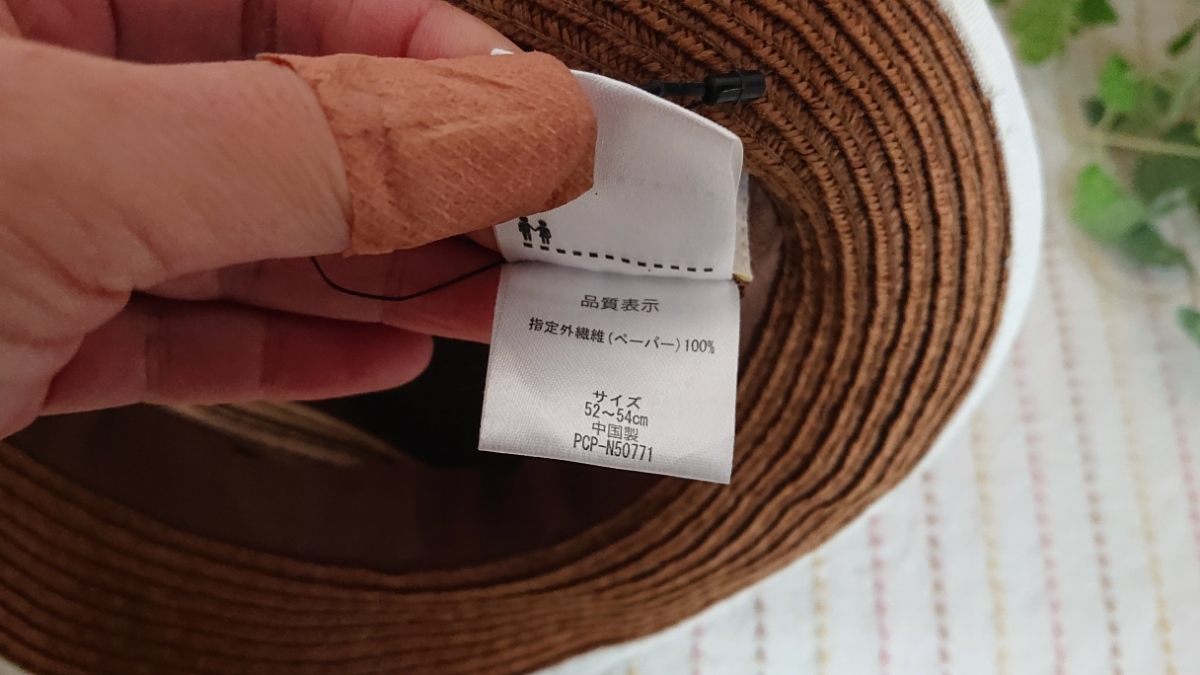 品質表示
指定外繊維(ペーパー)100%
サイズ
52～54cm
中国製
PCP-N50771